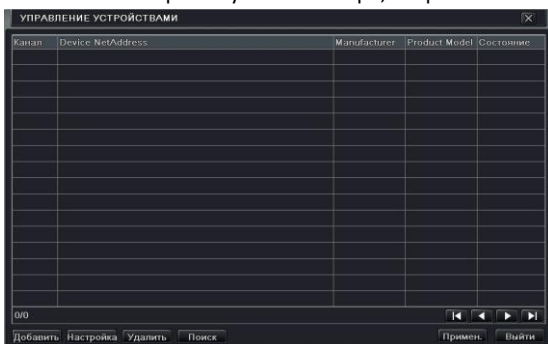 УПРАВЛЕНИЕ УСТРОЙСТВАМИ
Канал Device NetAddress Manufacturer Product Model Состояние
0/0
Добавить Настройка Удалить Поиск Примен. Выйти